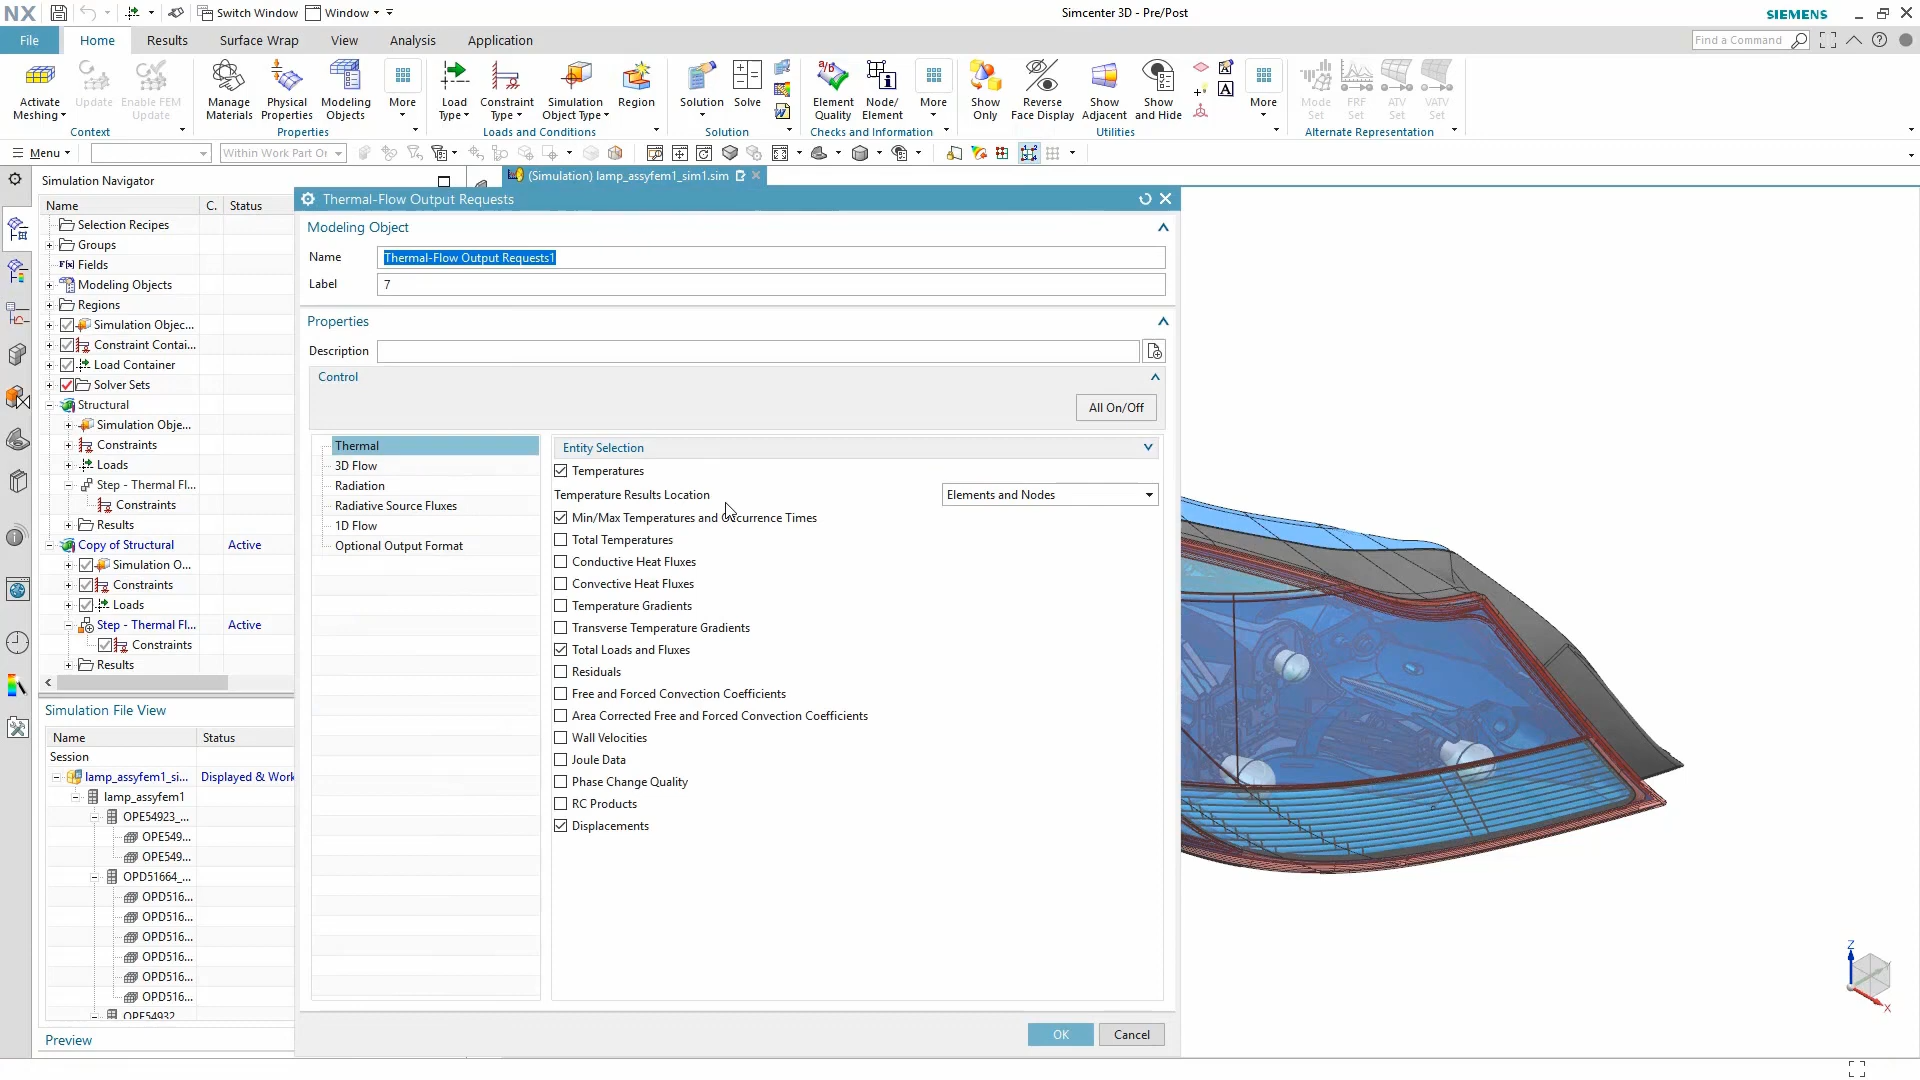 NX Switch Window Window Simcenter 3D - Pre/Post SIEMENS
File Home Results Surface Wrap View Analysis Application Find a Command
Activate Meshing Update Enable FEM Update Manage Materials Physical Properties Modeling Objects More Load Type Constraint Type Simulation Object Type Region Solution Solve Element Quality Node/ Element More Show Only Reverse Face Display Show Adjacent Show and Hide More Mode Set FRF Set ATV Set VATV Set
Context Properties Loads and Conditions Solution Checks and Information Utilities Alternate Representation
Menu Within Work Part Or
Simulation Navigator
(Simulation) lamp_assyfem1_sim1.sim
Name C. Status
Selection Recipes
Groups
Fields
Modeling Objects
Regions
Simulation Objec...
Constraint Contai...
Load Container
Solver Sets
Structural
Simulation Obje...
Constraints
Loads
Step - Thermal Fl...
Constraints
Results
Copy of Structural Active
Simulation O...
Constraints
Loads
Step - Thermal Fl... Active
Constraints
Results
Simulation File View
Name Status
Session
lamp_assyfem1_si... Displayed & Work
lamp_assyfem1
OPE54923_...
OPE549...
OPE549...
OPD51664_...
OPD516...
OPD516...
OPD516...
OPD516...
OPD516...
OPD516...
OPE54932
Preview
Thermal-Flow Output Requests
Modeling Object
Name Thermal-Flow Output Requests1
Label 7
Properties
Description
Control
All On/Off
Thermal
3D Flow
Radiation
Radiative Source Fluxes
1D Flow
Optional Output Format
Entity Selection
Temperatures
Temperature Results Location Elements and Nodes
Min/Max Temperatures and Occurrence Times
Total Temperatures
Conductive Heat Fluxes
Convective Heat Fluxes
Temperature Gradients
Transverse Temperature Gradients
Total Loads and Fluxes
Residuals
Free and Forced Convection Coefficients
Area Corrected Free and Forced Convection Coefficients
Wall Velocities
Joule Data
Phase Change Quality
RC Products
Displacements
OK Cancel
Z
X